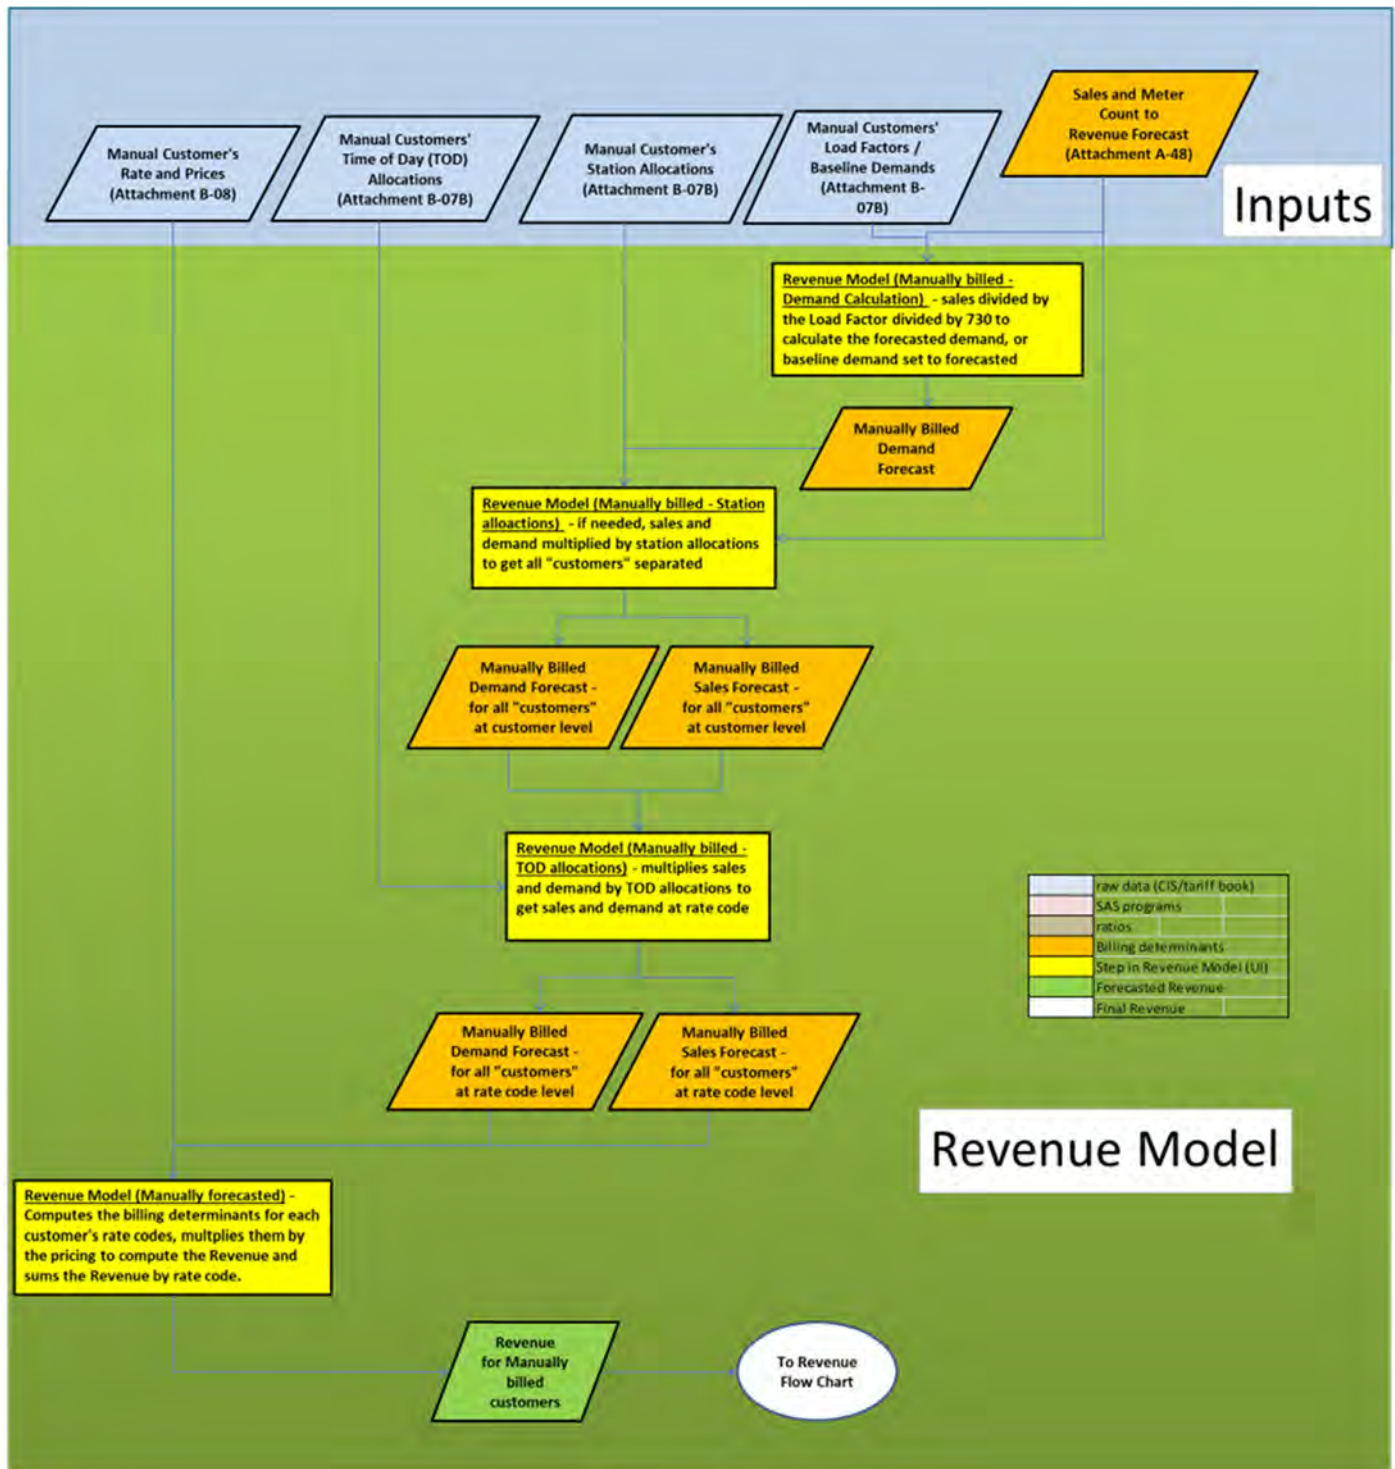 Manual Customer's
Rate and Prices
(Attachment B-08)
Manual Customers'
Time of Day (TOD)
Allocations
(Attachment B-07B)
Manual Customer's
Station Allocations
(Attachment B-07B)
Manual Customers'
Load Factors /
Baseline Demands
(Attachment B-
07B)
Sales and Meter
Count to
Revenue Forecast
(Attachment A-48)
Inputs
Revenue Model (Manually billed -
Demand Calculation)  - sales divided by
the Load Factor divided by 730 to
calculate the forecasted demand, or
baseline demand set to forecasted
Manually Billed
Demand
Forecast
Revenue Model (Manually billed - Station
alloactions)  - if needed, sales and
demand multiplied by station allocations
to get all "customers" separated
Manually Billed
Demand Forecast -
for all "customers"
at customer level
Manually Billed
Sales Forecast -
for all "customers"
at customer level
Revenue Model (Manually billed -
TOD allocations) - multiplies sales
and demand by TOD allocations to
get sales and demand at rate code
raw data (CIS/tariff book)
SAS programs
ratios
Billing determinants
Step in Revenue Model (UI)
Forecasted Revenue
Final Revenue
Manually Billed
Demand Forecast -
for all "customers"
at rate code level
Manually Billed
Sales Forecast -
for all "customers"
at rate code level
Revenue Model
Revenue Model (Manually forecasted) -
Computes the billing determinants for each
customer's rate codes, multplies them by
the pricing to compute the Revenue and
sums the Revenue by rate code.
Revenue
for Manually
billed
customers
To Revenue
Flow Chart